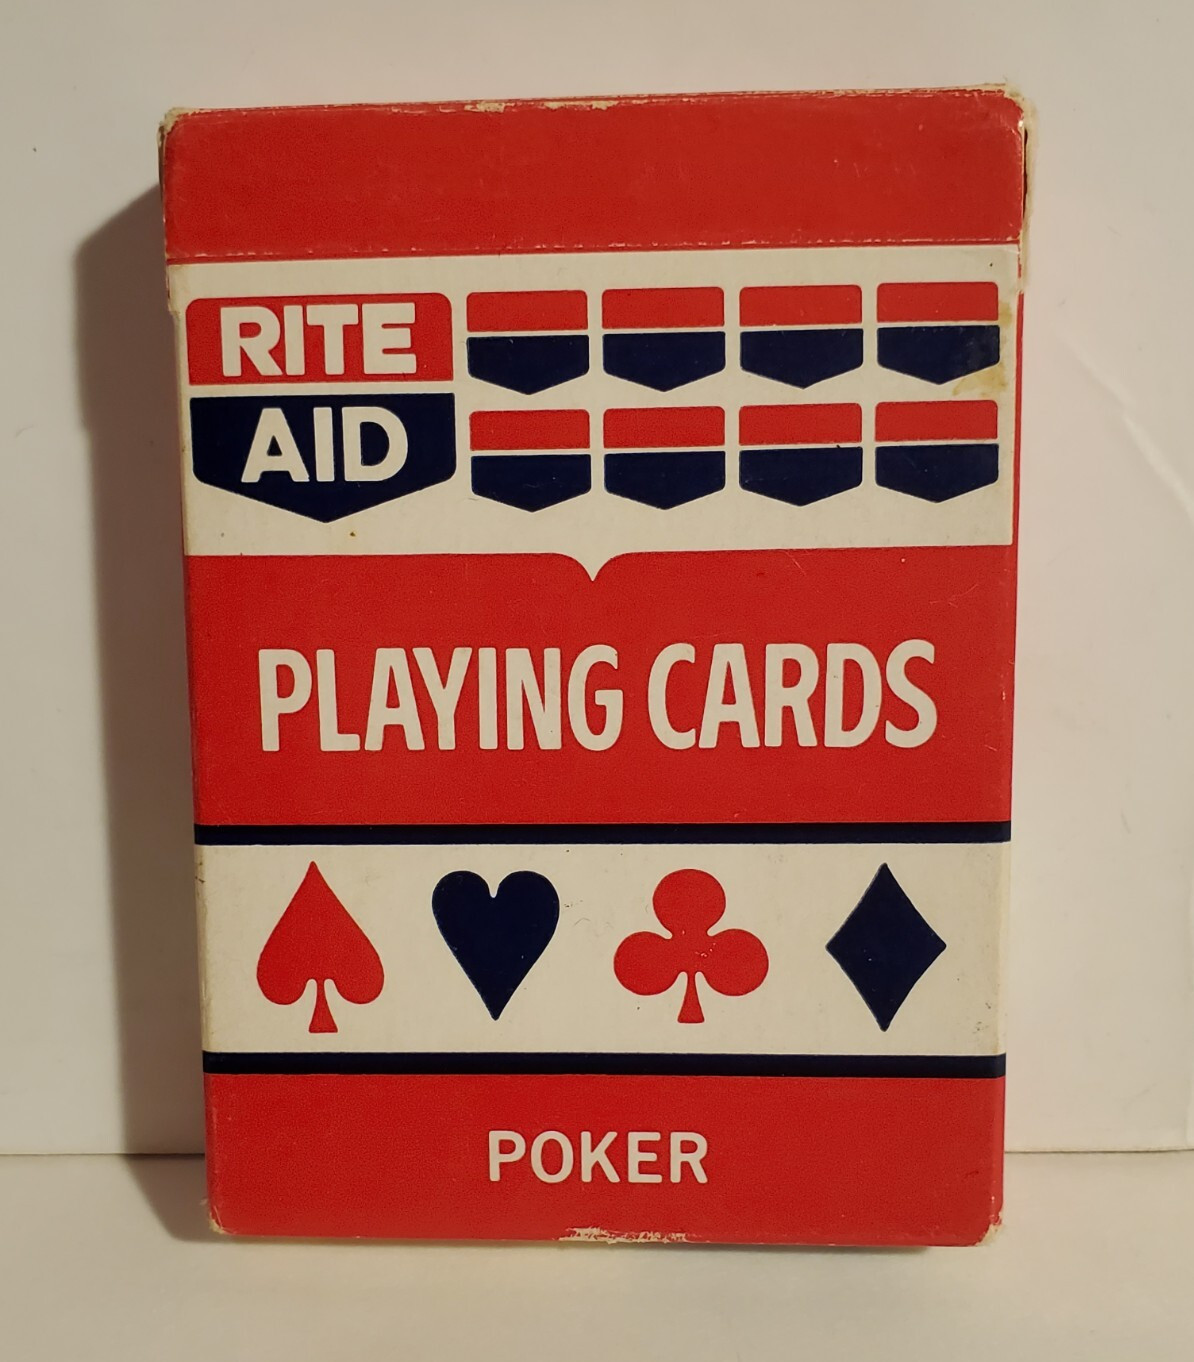 RITE
AID
PLAYING CARDS
POKER